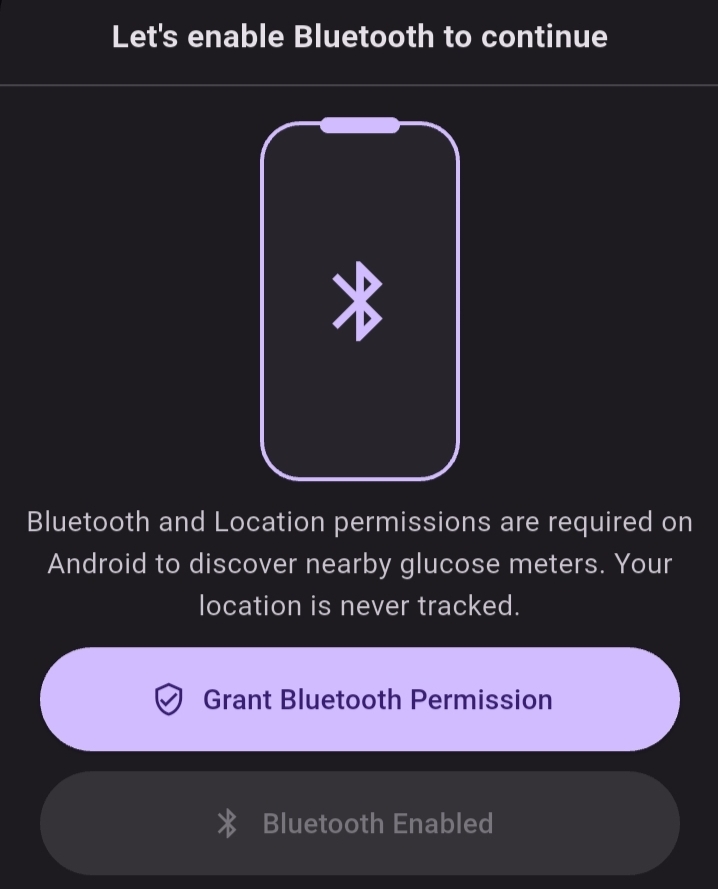 Let's enable Bluetooth to continue
Bluetooth and Location permissions are required on
Android to discover nearby glucose meters. Your
location is never tracked.
Grant Bluetooth Permission
Bluetooth Enabled